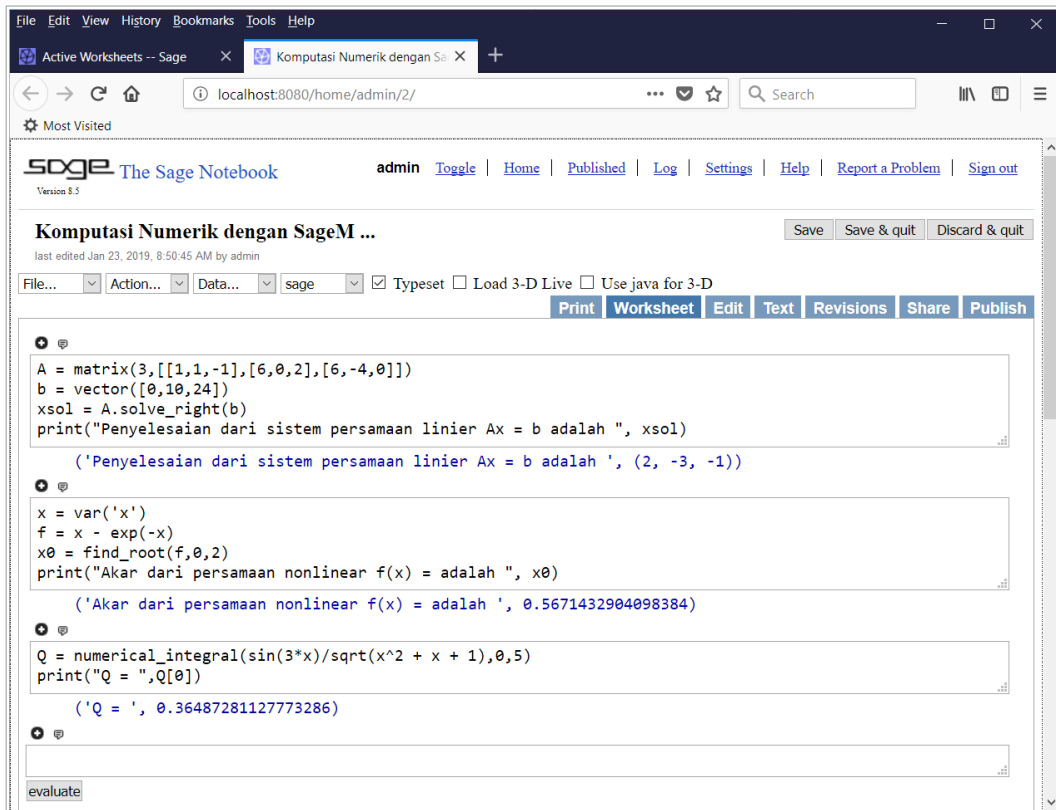 File Edit View History Bookmarks Tools Help
Active Worksheets -- Sage
Komputasi Numerik dengan Sa
localhost:8080/home/admin/2/
Search
Most Visited
sage The Sage Notebook
Version 8.5
admin Toggle | Home | Published | Log | Settings | Help | Report a Problem | Sign out
Komputasi Numerik dengan SageM ...
Save Save & quit Discard & quit
last edited Jan 23, 2019, 8:50:45 AM by admin
File... Action... Data... sage Typeset Load 3-D Live Use java for 3-D
Print Worksheet Edit Text Revisions Share Publish
A = matrix(3,[[1,1,-1],[6,0,2],[6,-4,0]])
b = vector([0,10,24])
xsol = A.solve_right(b)
print("Penyelesaian dari sistem persamaan linier Ax = b adalah ", xsol)
('Penyelesaian dari sistem persamaan linier Ax = b adalah ', (2, -3, -1))
x = var('x')
f = x - exp(-x)
x0 = find_root(f,0,2)
print("Akar dari persamaan nonlinear f(x) = adalah ", x0)
('Akar dari persamaan nonlinear f(x) = adalah ', 0.5671432904098384)
Q = numerical_integral(sin(3*x)/sqrt(x^2 + x + 1),0,5)
print("Q = ",Q[0])
('Q = ', 0.36487281127773286)
evaluate